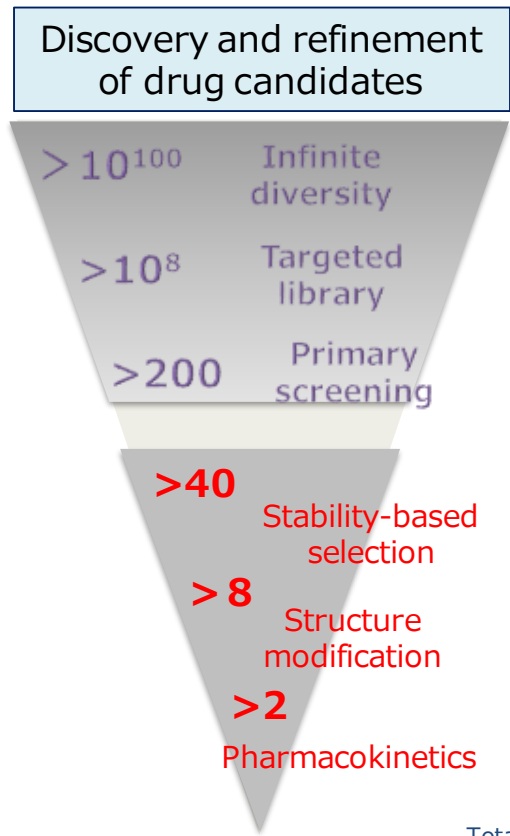 Discovery and refinement
of drug candidates
> 10¹⁰⁰ Infinite
diversity
>10⁸ Targeted
library
>200 Primary
screening
>40
Stability-based
selection
> 8
Structure
modification
>2
Pharmacokinetics